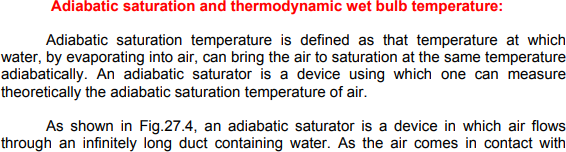 Adiabatic saturation and thermodynamic wet bulb temperature:
Adiabatic saturation temperature is defined as that temperature at which
water, by evaporating into air, can bring the air to saturation at the same temperature
adiabatically. An adiabatic saturator is a device using which one can measure
theoretically the adiabatic saturation temperature of air.
As shown in Fig.27.4, an adiabatic saturator is a device in which air flows
through an infinitely long duct containing water. As the air comes in contact with